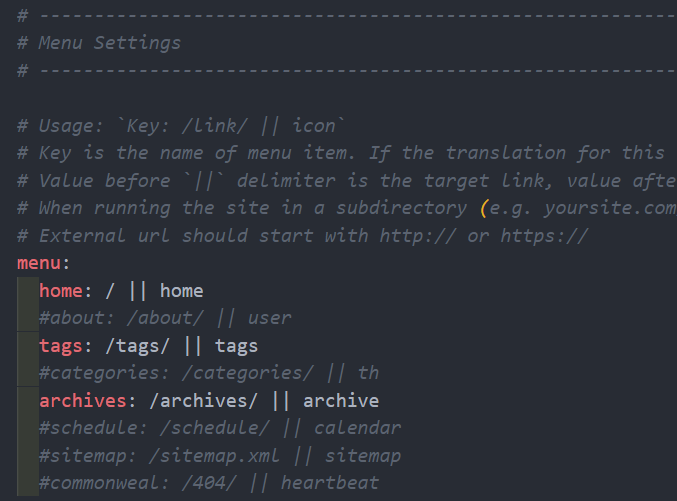 # ----------------------------------------------------------
# Menu Settings
# ----------------------------------------------------------
# Usage: `Key: /link/ || icon`
# Key is the name of menu item. If the translation for this
# Value before `||` delimiter is the target link, value afte
# When running the site in a subdirectory (e.g. yoursite.com
# External url should start with http:// or https://
menu:
home: / || home
#about: /about/ || user
tags: /tags/ || tags
#categories: /categories/ || th
archives: /archives/ || archive
#schedule: /schedule/ || calendar
#sitemap: /sitemap.xml || sitemap
#commonweal: /404/ || heartbeat